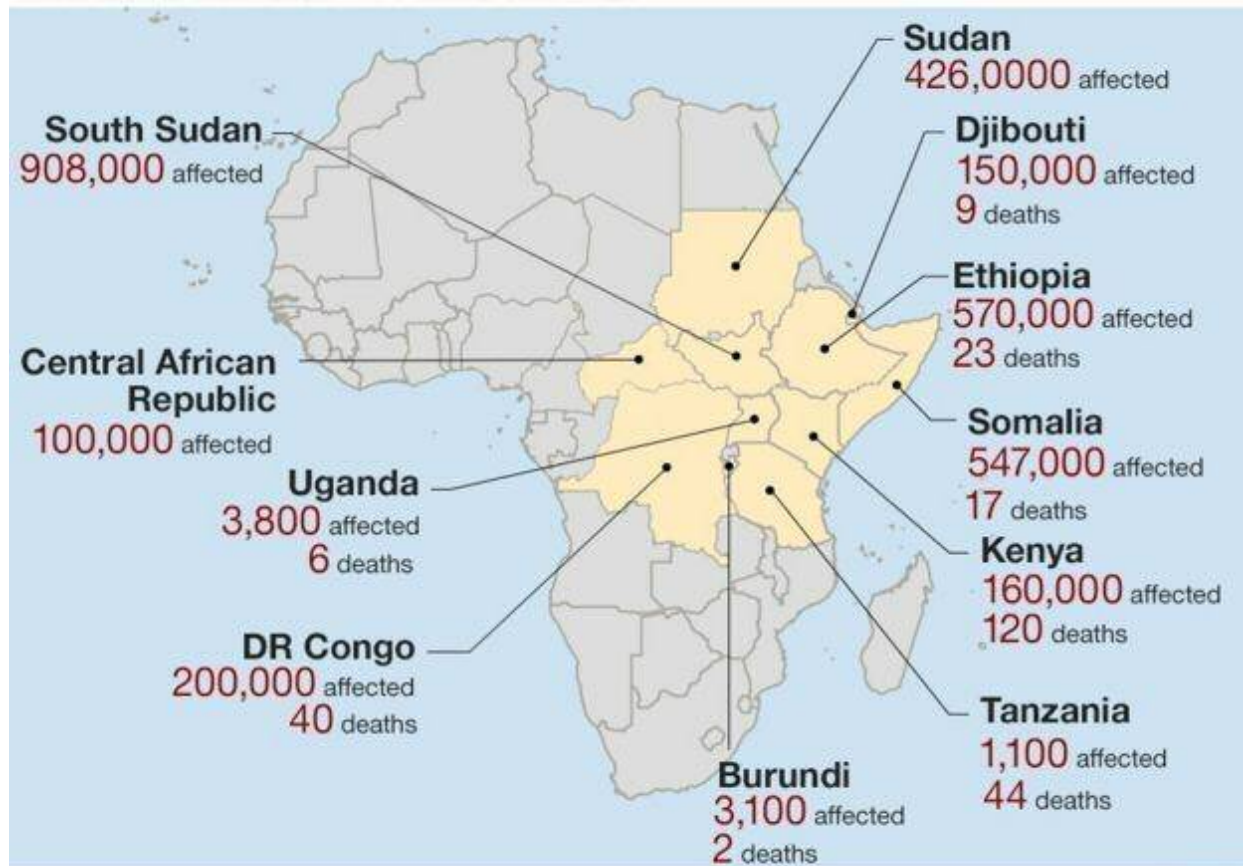 Sudan
426,0000 affected
South Sudan
908,000 affected
Djibouti
150,000 affected
9 deaths
Ethiopia
570,000 affected
23 deaths
Central African
Republic
100,000 affected
Somalia
547,000 affected
17 deaths
Uganda
3,800 affected
6 deaths
Kenya
160,000 affected
120 deaths
DR Congo
200,000 affected
40 deaths
Tanzania
1,100 affected
44 deaths
Burundi
3,100 affected
2 deaths